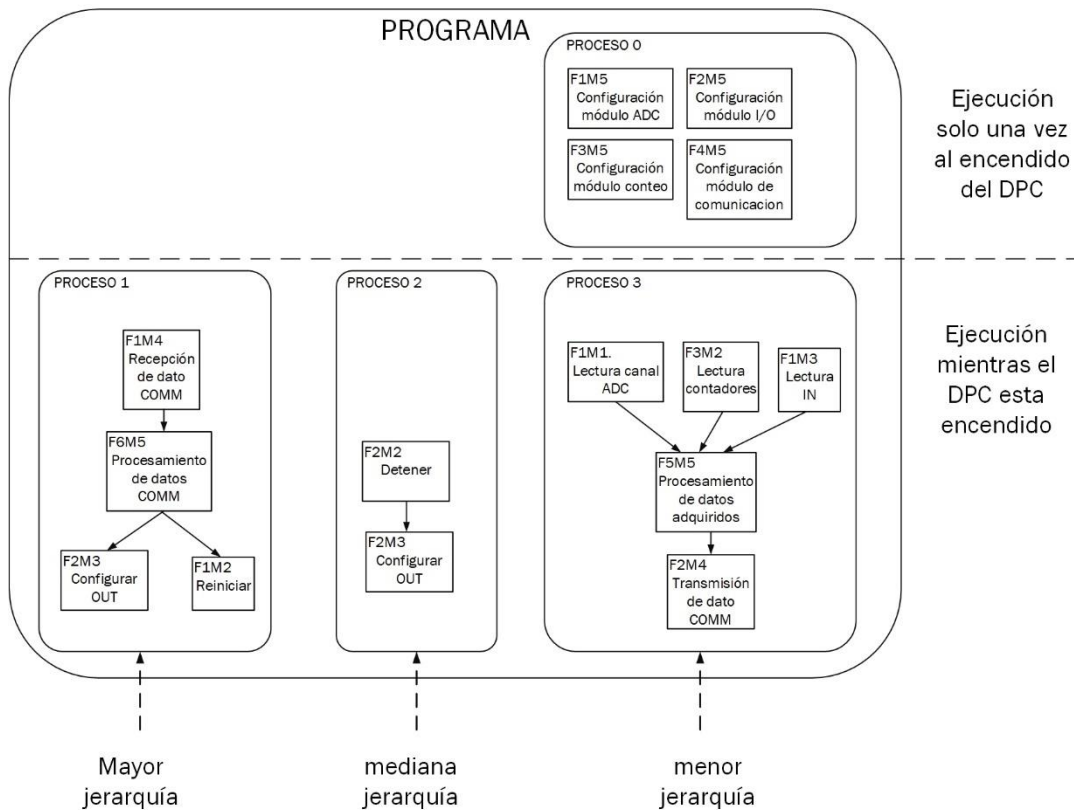 PROGRAMA
PROCESO 0
F1M5
Configuración
módulo ADC
F2M5
Configuración
módulo I/O
F3M5
Configuración
módulo conteo
F4M5
Configuración
módulo de
comunicacion
Ejecución
solo una vez
al encendido
del DPC
PROCESO 1
F1M4
Recepción
de dato
COMM
F6M5
Procesamiento
de datos
COMM
F2M3
Configurar
OUT
F1M2
Reiniciar
PROCESO 2
F2M2
Detener
F2M3
Configurar
OUT
PROCESO 3
F1M1.
Lectura canal
ADC
F3M2
Lectura
contadores
F1M3
Lectura
IN
F5M5
Procesamiento
de datos
adquiridos
F2M4
Transmisión
de dato
COMM
Ejecución
mientras el
DPC esta
encendido
Mayor
jerarquía
mediana
jerarquía
menor
jerarquía